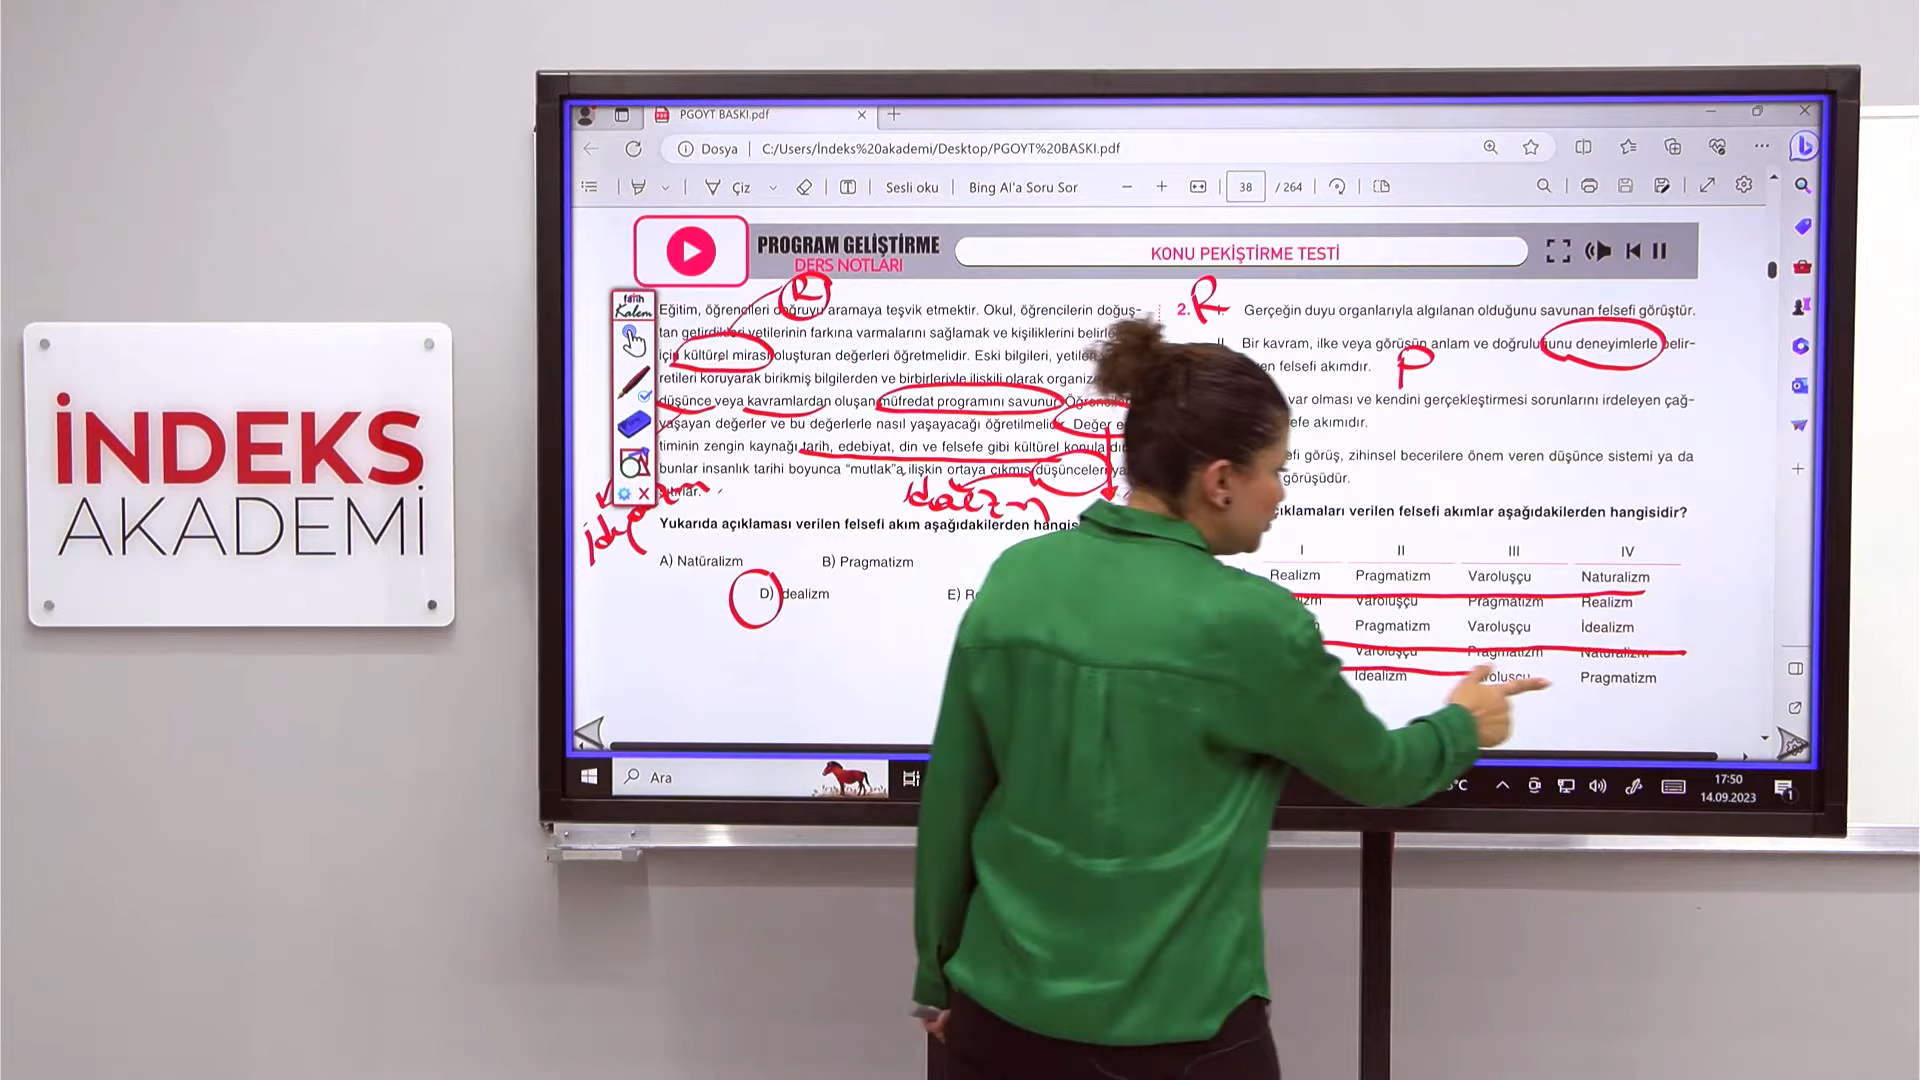 İNDEKS
AKADEMİ
PGOYT BASKI.pdf
Dosya
C:/Users/İndeks%20akademi/Desktop/PGOYT%20BASKI.pdf
Çiz
Sesli oku
Bing AI'a Soru Sor
38
/ 264
PROGRAM GELİŞTİRME
DERS NOTLARI
KONU PEKİŞTİRME TESTİ
fatih
Kalem
R
Eğitim, öğrencileri doğruyu aramaya teşvik etmektir. Okul, öğrencilerin doğuş-
tan getirdikleri yetilerinin farkına varmalarını sağlamak ve kişiliklerini
için kültürel mirası oluşturan değerleri öğretmelidir. Eski bilgileri,
retileri koruyarak birikmiş bilgilerden ve birbirleriyle ilişkili olarak
düşünce veya kavramlardan oluşan müfredat programını savunur.
yaşayan değerler ve bu değerlerle nasıl yaşayacağı öğretmelidir. Değer
timinin zengin kaynağı tarih, edebiyat, din ve felsefe gibi kültürel
bunlar insanlık tarihi boyunca “mutlak”a ilişkin ortaya çıkmış düşünceleri
Yukarıda açıklaması verilen felsefi akım aşağıdakilerden
A) Natüralizm
B) Pragmatizm
D) İdealizm
E)
2. R
Gerçeğin duyu organlarıyla algılanan olduğunu savunan felsefi görüştür.
Bir kavram, ilke veya görüşün anlam ve doğruluğunu deneyimlerle belir-
felsefi akımdır.
P
var olması ve kendini gerçekleştirmesi sorunlarını irdeleyen çağ-
akımıdır.
görüş, zihinsel becerilere önem veren düşünce sistemi ya da
görüşüdür.
verilen felsefi akımlar aşağıdakilerden hangisidir?
I II III IV
Realizm Pragmatizm Varoluşçu Naturalizm
Varoluşçu Pragmatizm Realizm
Pragmatizm Varoluşçu İdealizm
Varoluşçu Pragmatizm Naturalizm
İdealizm Pragmatizm
Ara
17:50
14.09.2023